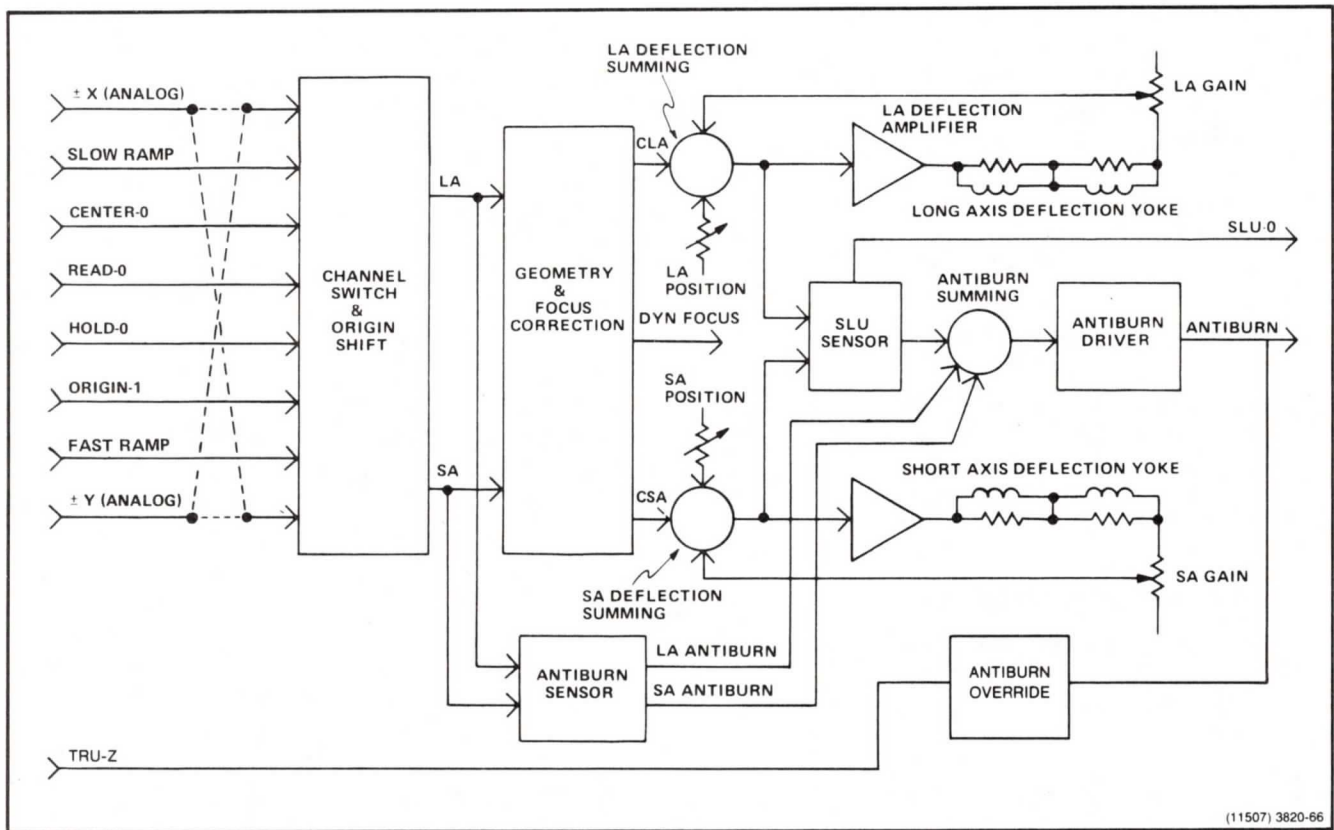 ± X (ANALOG)
SLOW RAMP
CENTER-0
READ-0
HOLD-0
ORIGIN-1
FAST RAMP
± Y (ANALOG)
TRU-Z
CHANNEL
SWITCH
&
ORIGIN
SHIFT
LA
SA
GEOMETRY
&
FOCUS
CORRECTION
LA DEFLECTION
SUMMING
CLA
LA
POSITION
DYN FOCUS
SA
POSITION
CSA
SA DEFLECTION
SUMMING
LA DEFLECTION
AMPLIFIER
LA GAIN
LONG AXIS DEFLECTION YOKE
SLU-0
SLU
SENSOR
ANTIBURN
SUMMING
ANTIBURN
DRIVER
ANTIBURN
SHORT AXIS DEFLECTION YOKE
SA GAIN
ANTIBURN
SENSOR
LA ANTIBURN
SA ANTIBURN
ANTIBURN
OVERRIDE
(11507) 3820-66